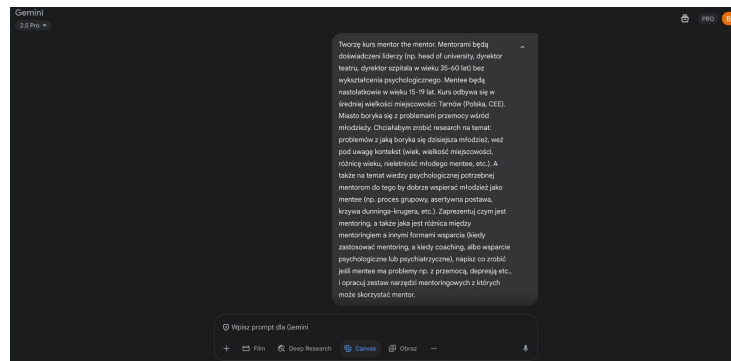 Gemini
2.5 Pro
PRO
Tworzę kurs mentor the mentor. Mentorami będą
doświadczeni liderzy (np. head of university, dyrektor
teatru, dyrektor szpitala w wieku 35-60 lat) bez
wykształcenia psychologicznego. Mentee będą
nastolatkowie w wieku 15-19 lat. Kurs odbywa się w
średniej wielkości miejscowości: Tarnów (Polska, CEE).
Miasto boryka się z problemami przemocy wśród
młodzieży. Chciałabym zrobić research na temat:
problemów z jaką boryka się dzisiejsza młodzież, weź
pod uwagę kontekst (wiek, wielkość miejscowości,
różnicę wieku, nieletniość młodego mentee, etc.). A
także na temat wiedzy psychologicznej potrzebnej
mentorom do tego by dobrze wspierać młodzież jako
mentee (np. proces grupowy, asertywna postawa,
krzywa dunninga-krugera, etc.). Zaprezentuj czym jest
mentoring, a także jaka jest różnica między
mentoringiem a innymi formami wsparcia (kiedy
zastosować mentoring, a kiedy coaching, albo wsparcie
psychologiczne lub psychiatryczne), napisz co zrobić
jeśli mentee ma problemy np. z przemocą, depresją etc.,
i opracuj zestaw narzędzi mentoringowych z których
może skorzystać mentor.
Wpisz prompt dla Gemini
Film Deep Research Canvas Obraz